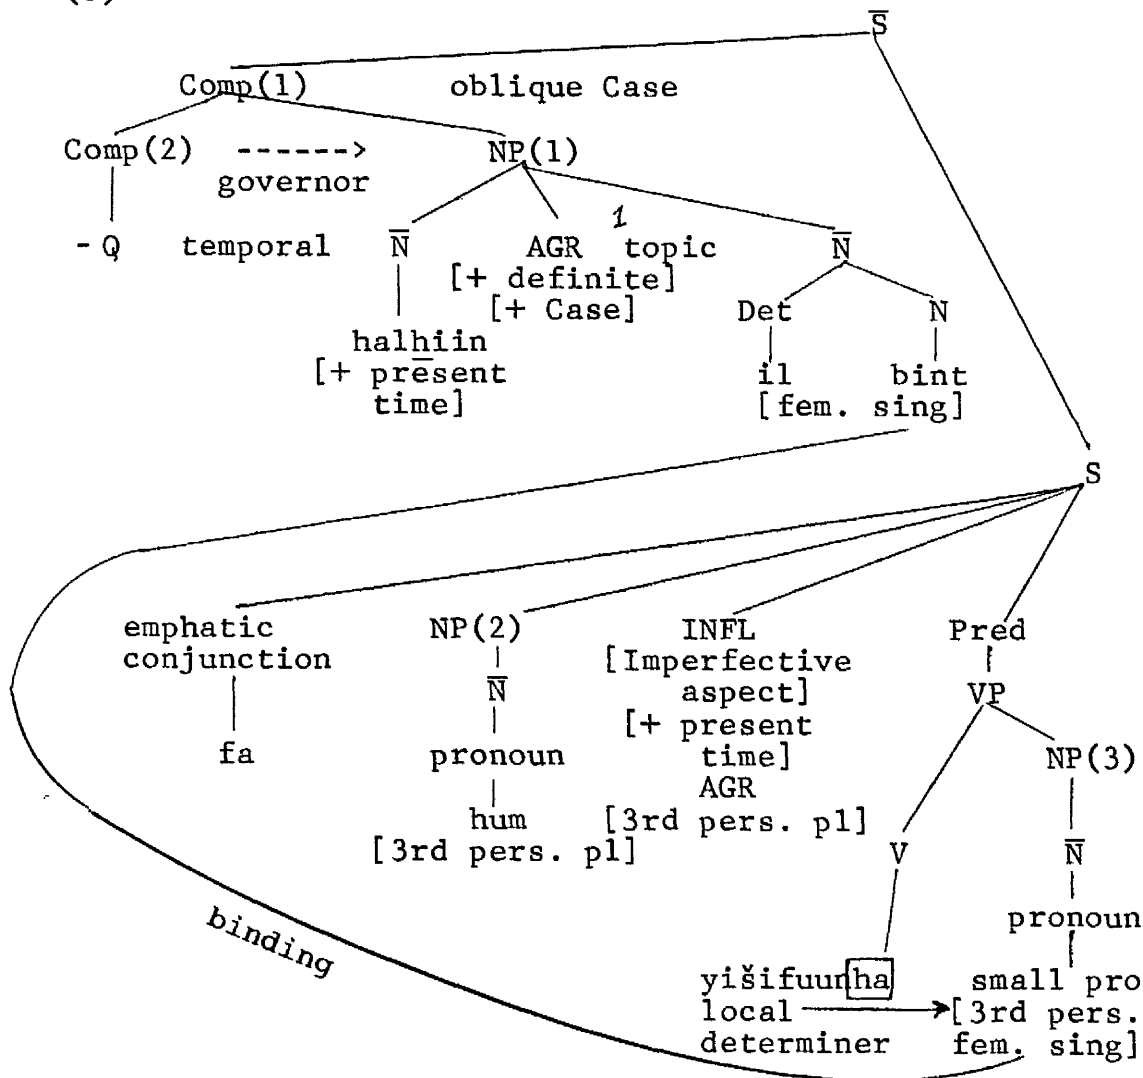 S̅
Comp(1) oblique Case
Comp(2) ------> NP(1)
governor
- Q temporal N̅ AGR 1 topic N̅
[+ definite]
[+ Case] Det N
halhiin
[+ present il bint
time] [fem. sing]
S
emphatic NP(2) INFL Pred
conjunction [Imperfective
N̅ aspect] VP
[+ present
fa pronoun time] NP(3)
AGR
hum [3rd pers. pl]
[3rd pers. pl] V N̅
binding pronoun
yišifuunha small pro
local [3rd pers.
determiner fem. sing]